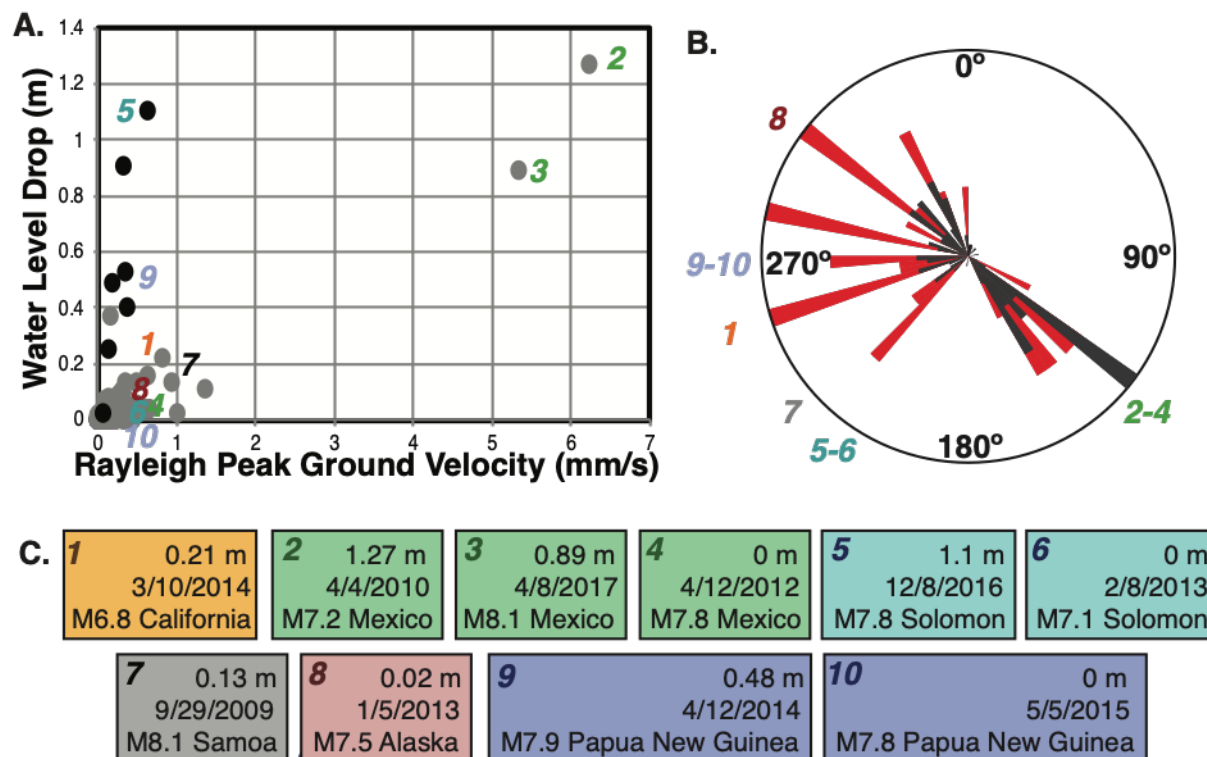 A.
Water Level Drop (m)
1.4
1.2
1
0.8
0.6
0.4
0.2
0
0 1 2 3 4 5 6 7
Rayleigh Peak Ground Velocity (mm/s)
2
5
3
9
1
7
8
6 4
10
B.
0º
8
9-10 270º 90º
1
7
5-6
180º
2-4
C.
1 0.21 m
3/10/2014
M6.8 California
2 1.27 m
4/4/2010
M7.2 Mexico
3 0.89 m
4/8/2017
M8.1 Mexico
4 0 m
4/12/2012
M7.8 Mexico
5 1.1 m
12/8/2016
M7.8 Solomon
6 0 m
2/8/2013
M7.1 Solomon
7 0.13 m
9/29/2009
M8.1 Samoa
8 0.02 m
1/5/2013
M7.5 Alaska
9 0.48 m
4/12/2014
M7.9 Papua New Guinea
10 0 m
5/5/2015
M7.8 Papua New Guinea